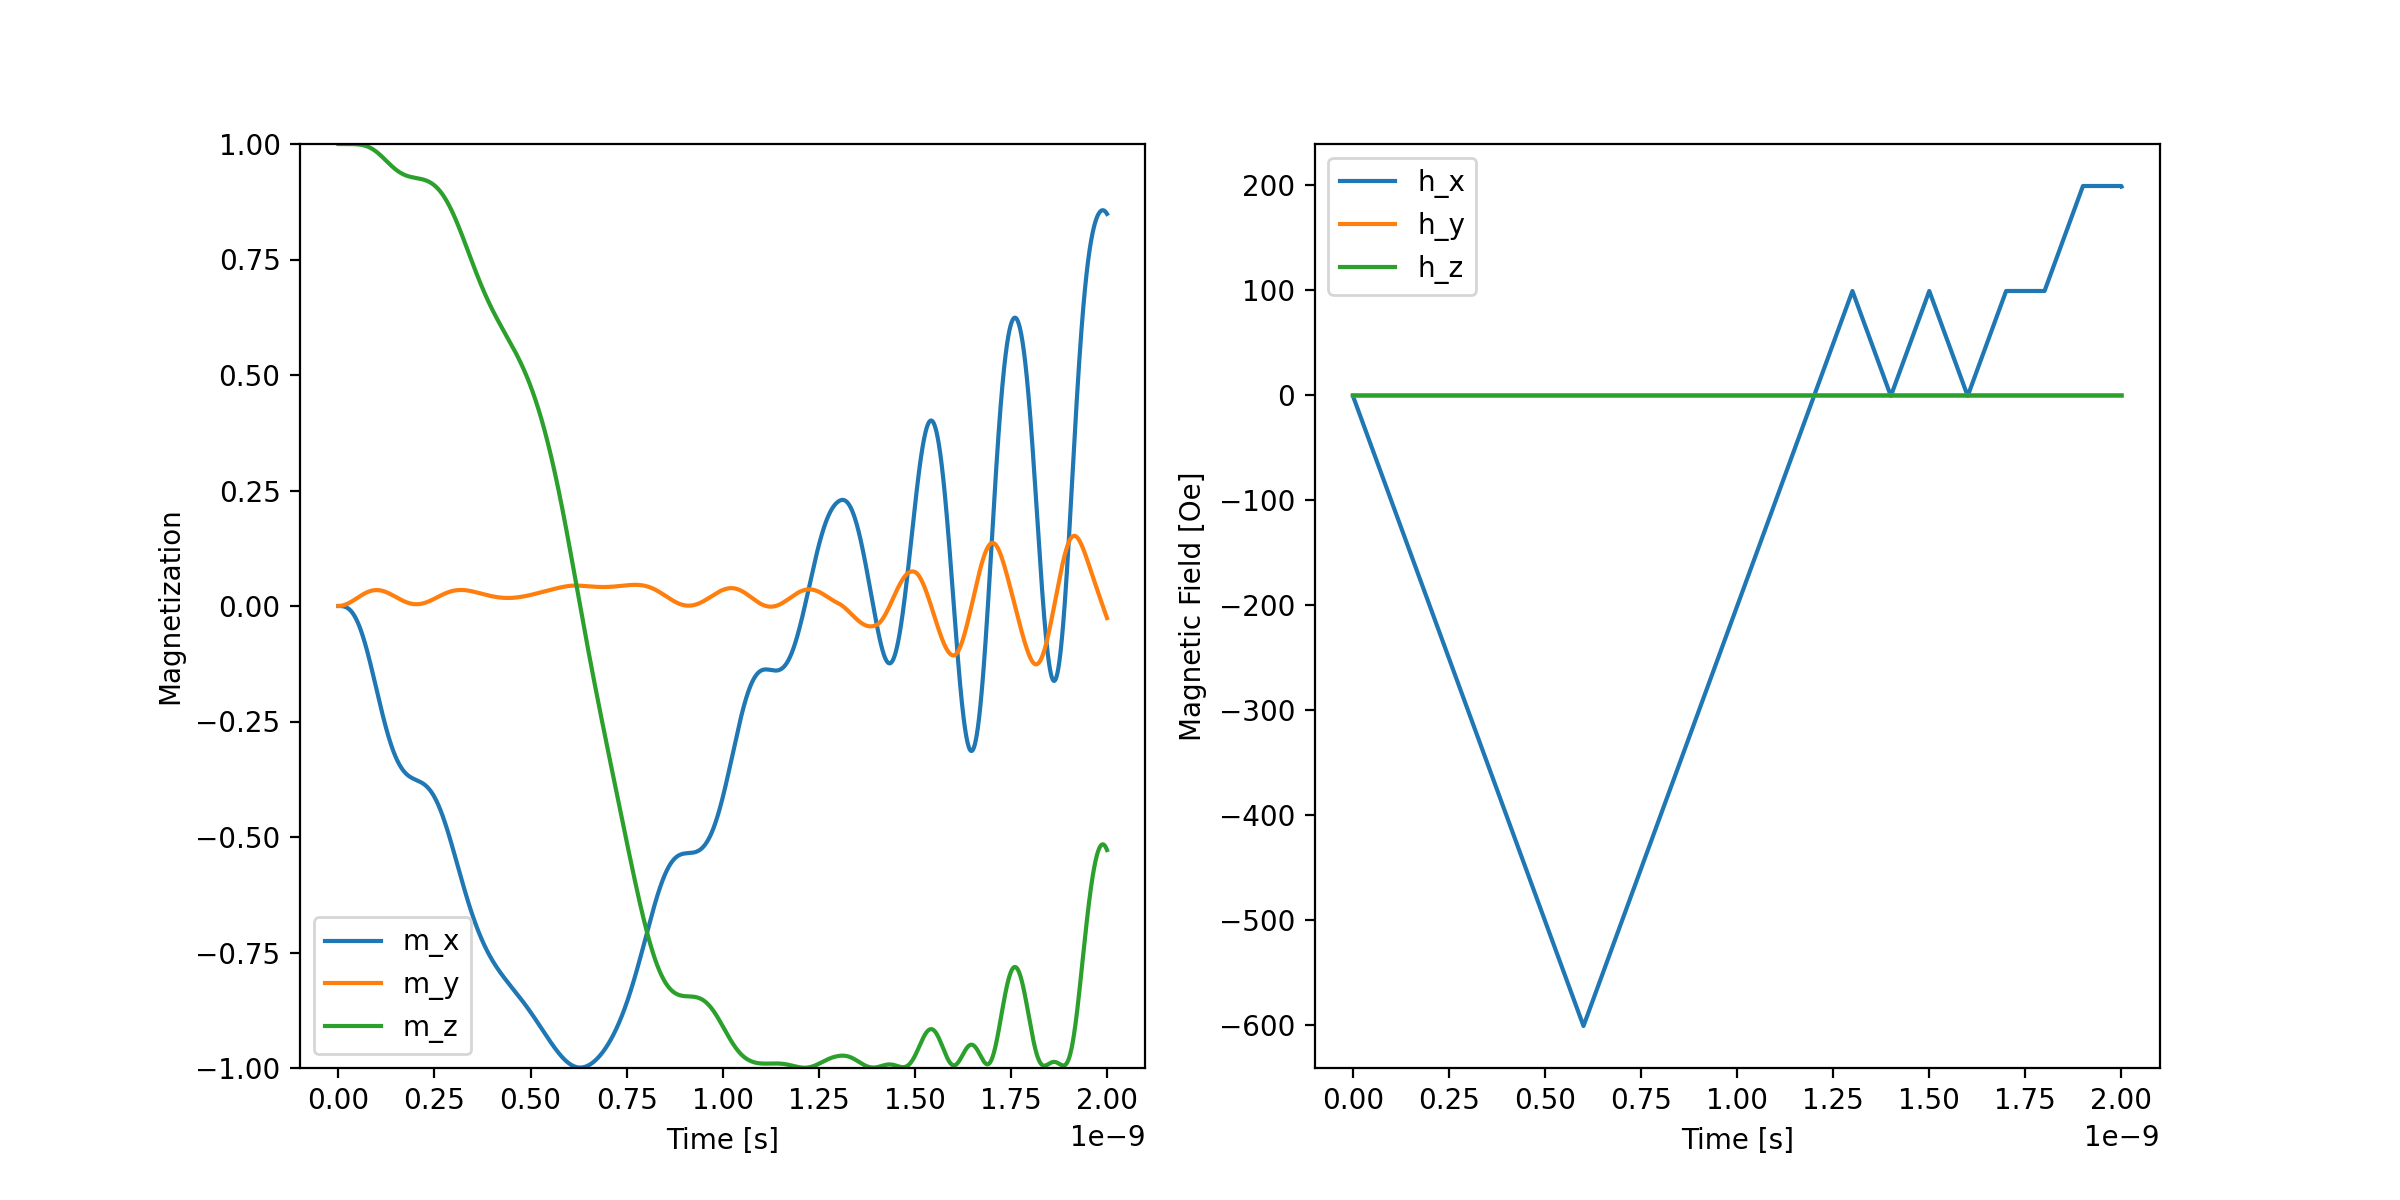 1.00
0.75
0.50
0.25
0.00
−0.25
−0.50
−0.75
−1.00
Magnetization
m_x
m_y
m_z
0.00 0.25 0.50 0.75 1.00 1.25 1.50 1.75 2.00
Time [s]
1e−9
200
100
0
−100
−200
−300
−400
−500
−600
Magnetic Field [Oe]
h_x
h_y
h_z
0.00 0.25 0.50 0.75 1.00 1.25 1.50 1.75 2.00
Time [s]
1e−9